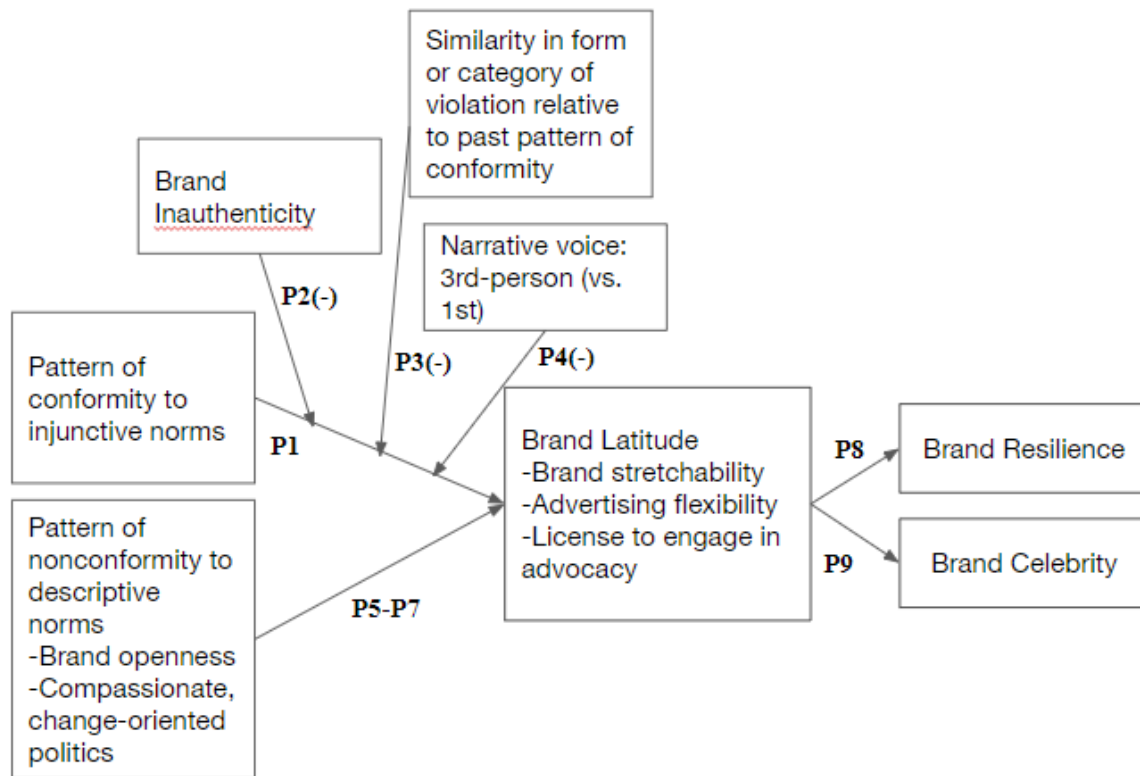 Similarity in form
or category of
violation relative
to past pattern of
conformity
Brand
Inauthenticity
Narrative voice:
3rd-person (vs.
1st)
P2(-)
P3(-)
P4(-)
Pattern of
conformity to
injunctive norms
P1
Brand Latitude
-Brand stretchability
-Advertising flexibility
-License to engage in
advocacy
P8
Brand Resilience
P9
Brand Celebrity
Pattern of
nonconformity to
descriptive
norms
-Brand openness
-Compassionate,
change-oriented
politics
P5-P7